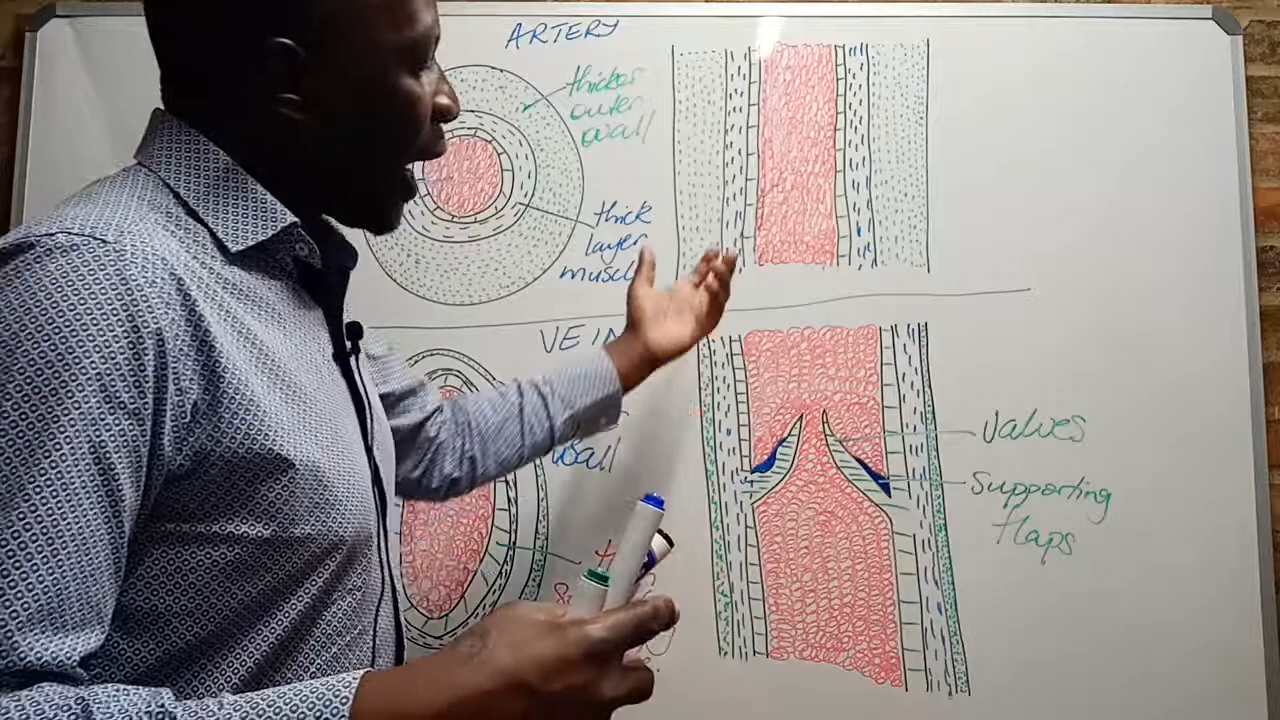 ARTERY
thicker
outer
wall
thick
layer
VEIN
wall
valves
Supporting
flaps